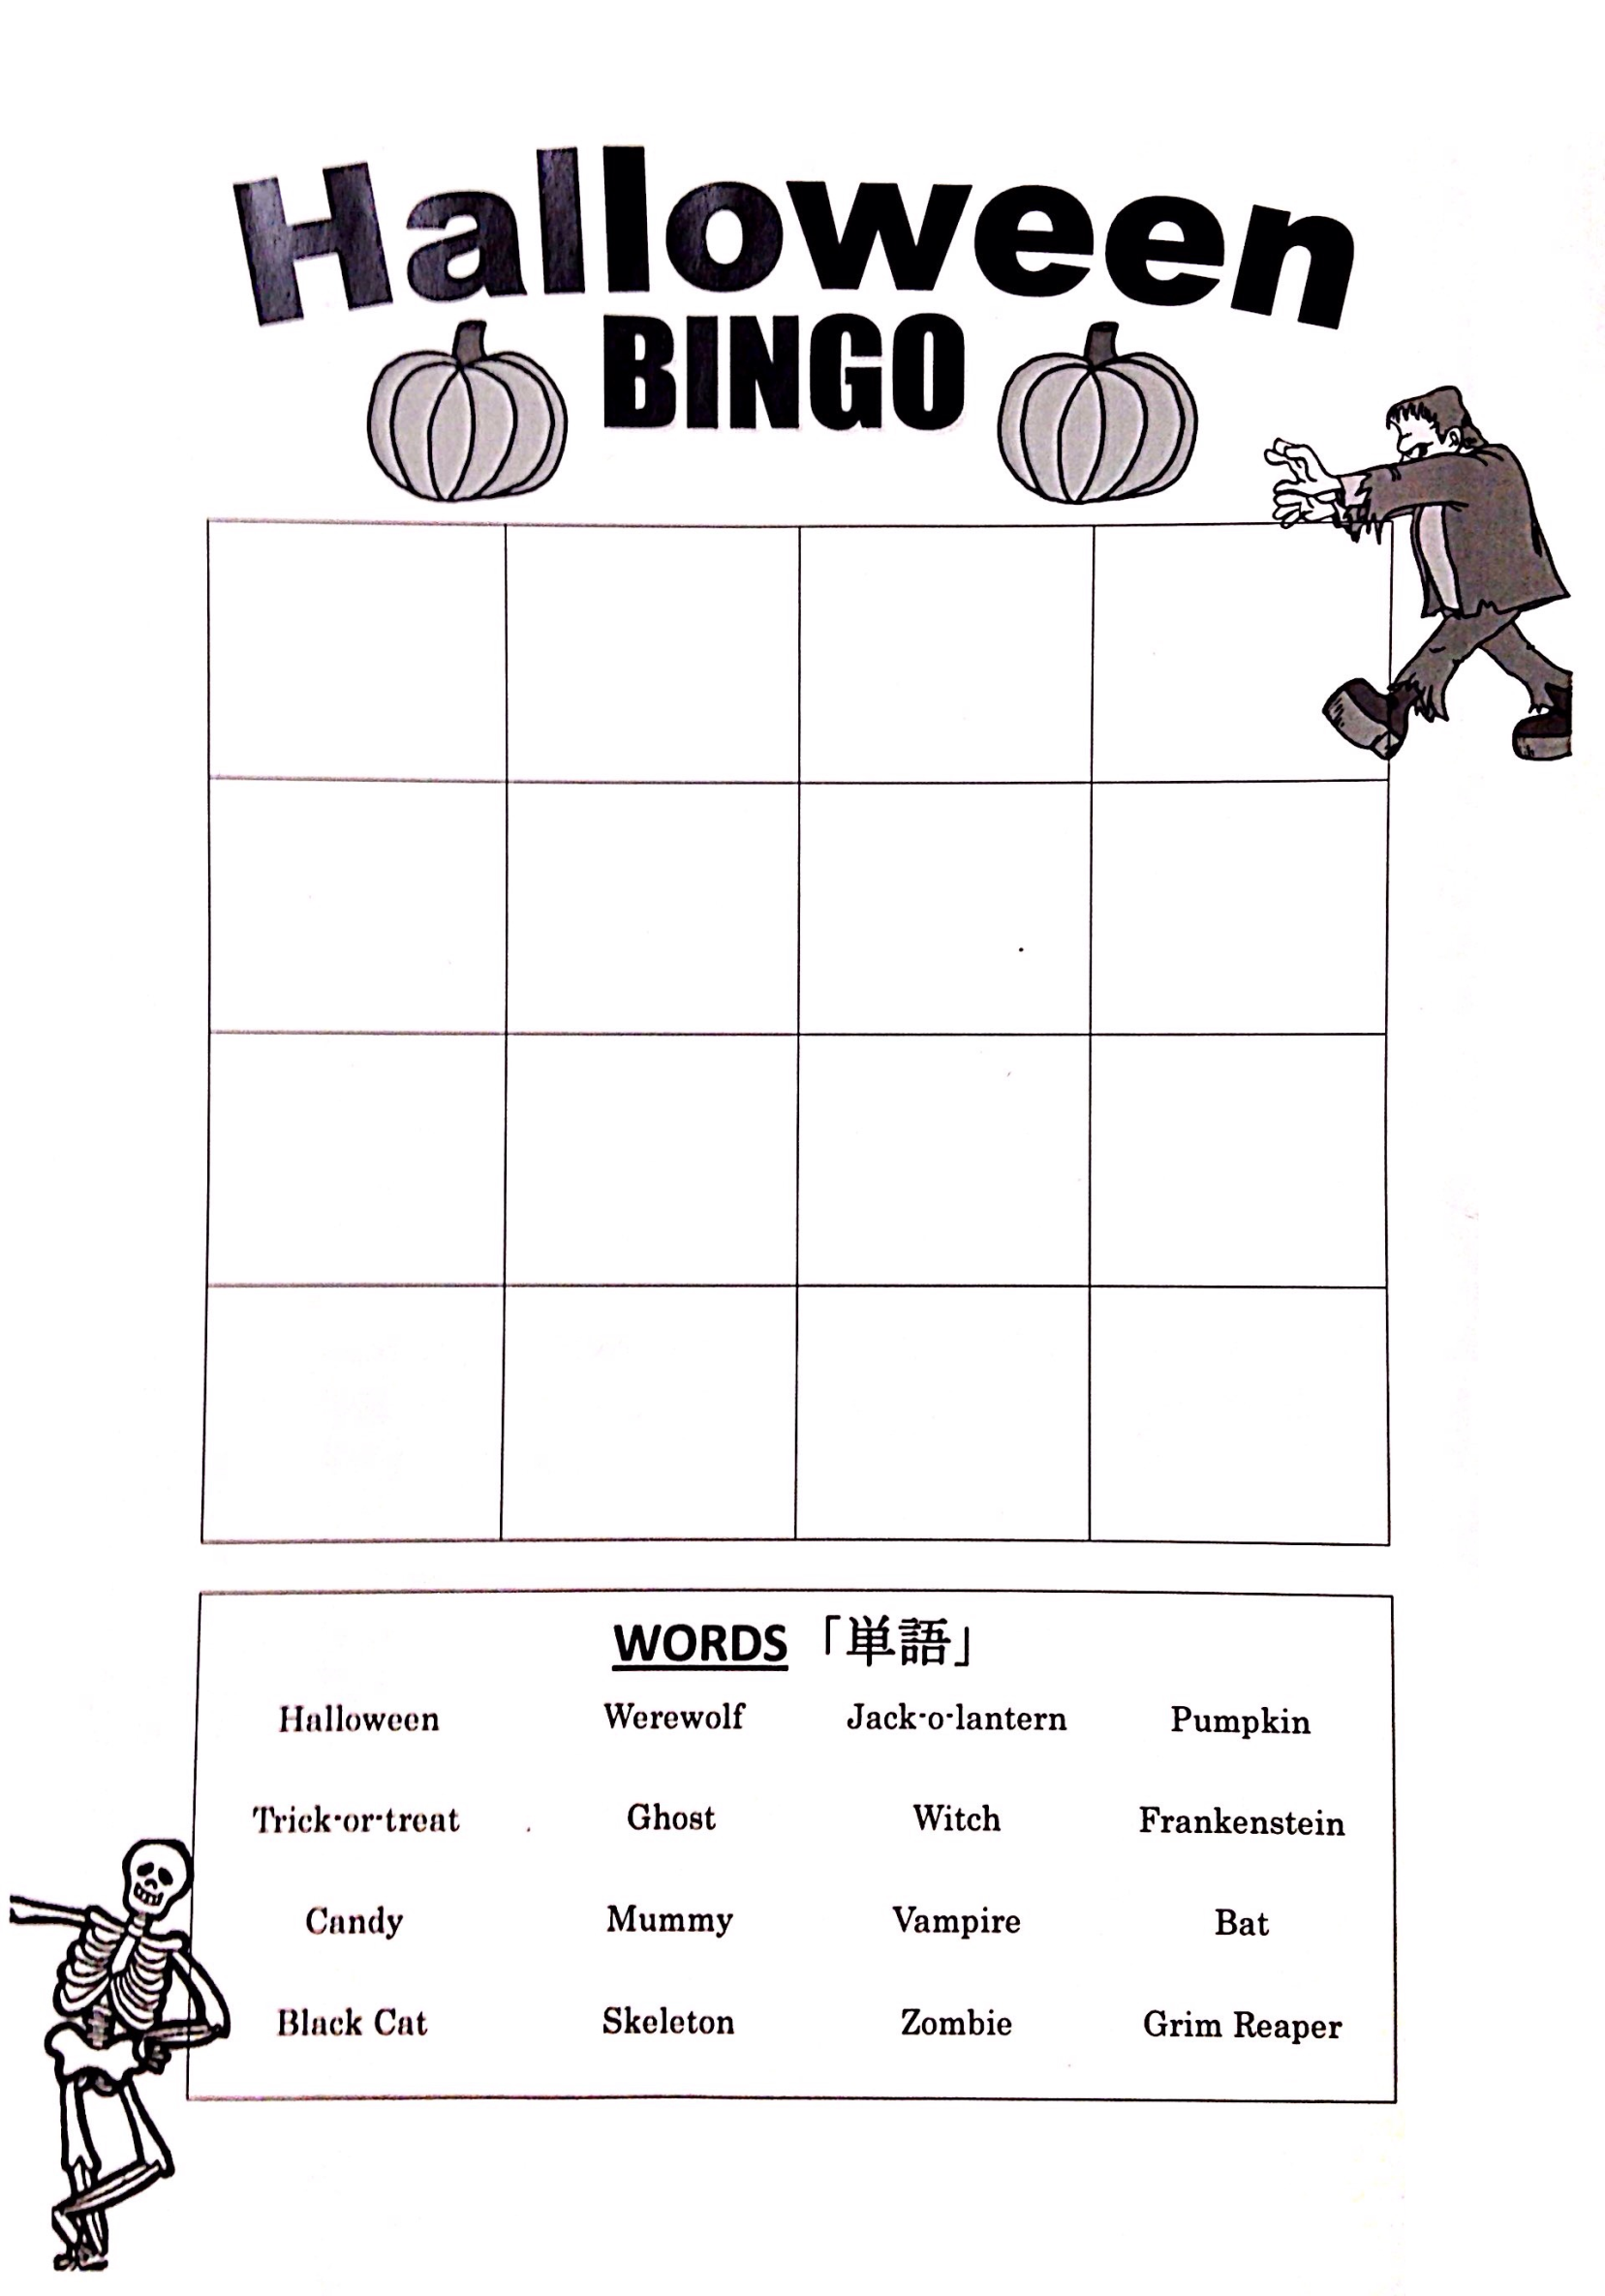 Halloween
BINGO
WORDS 「単語」
Halloween Werewolf Jack-o-lantern Pumpkin
Trick-or-treat Ghost Witch Frankenstein
Candy Mummy Vampire Bat
Black Cat Skeleton Zombie Grim Reaper